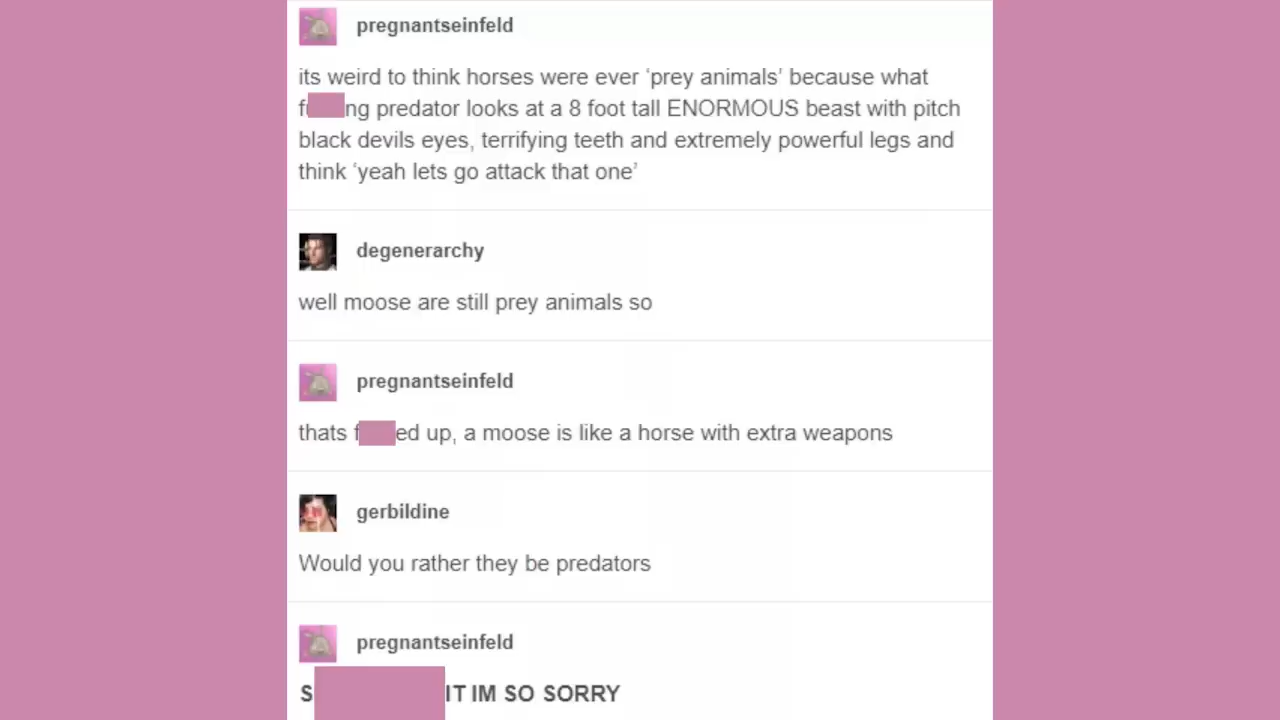 pregnantseinfeld
its weird to think horses were ever ‘prey animals’ because what
f ng predator looks at a 8 foot tall ENORMOUS beast with pitch
black devils eyes, terrifying teeth and extremely powerful legs and
think ‘yeah lets go attack that one’
degenerarchy
well moose are still prey animals so
pregnantseinfeld
thats f ed up, a moose is like a horse with extra weapons
gerbildine
Would you rather they be predators
pregnantseinfeld
S IT IM SO SORRY